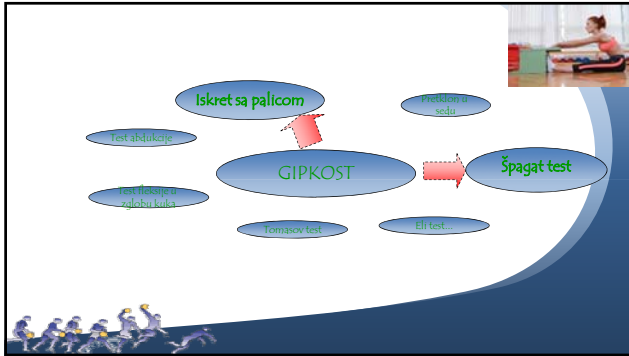 Iskret sa palicom
Pretklon u
sedu
Test abdukcije
GIPKOST
Špagat test
Test fleksije u
zglobu kuka
Tomasov test
Eli test...